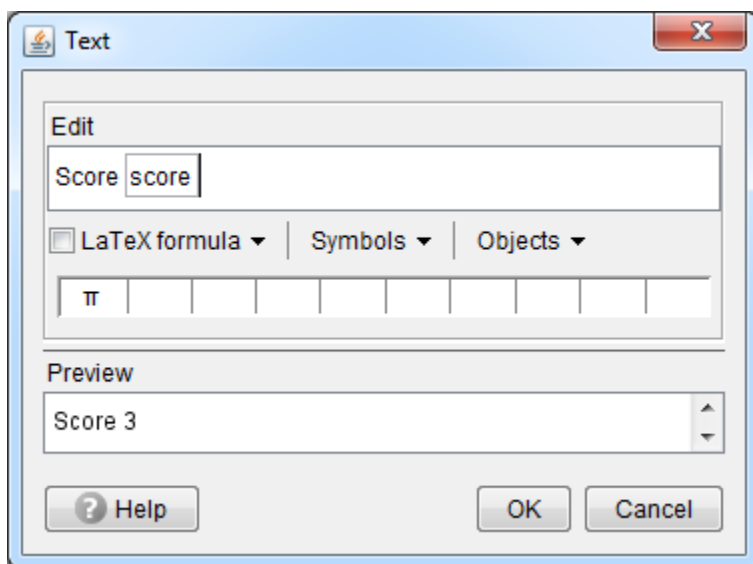 Text
Edit
Score score
LaTeX formula Symbols Objects
π
Preview
Score 3
? Help OK Cancel